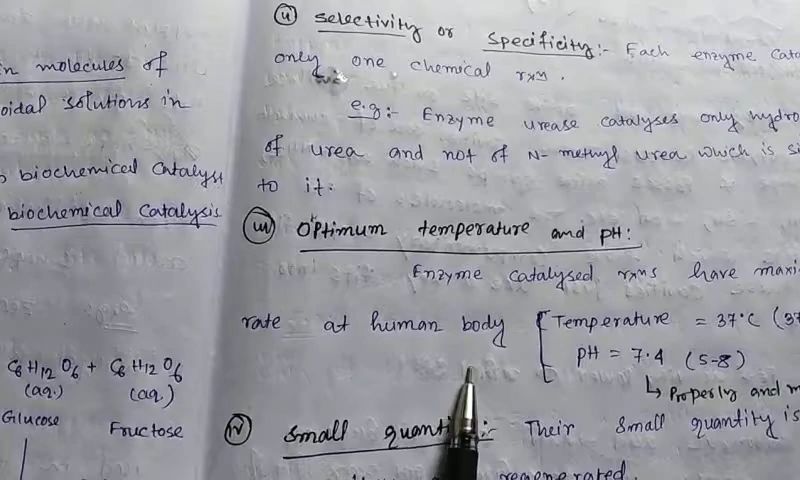 in molecules of
oidal solutions in
biochemical catalyst
biochemical catalysis
C6H12O6 + C6H12O6
(aq.) (aq.)
Glucose Fructose
(ii) selectivity or specificity:- Each enzyme cata
only one chemical rxn.
e.g:- Enzyme urease catalyses only hydro
of urea and not of N-methyl urea which is si
to it.
(iii) Optimum temperature and pH:
Enzyme catalysed rxns have maxi
rate at human body [Temperature = 37°C (37
pH = 7.4 (5-8)
↳ Properly and m
(iv) Small quanti :- Their small quantity is
regenerated.